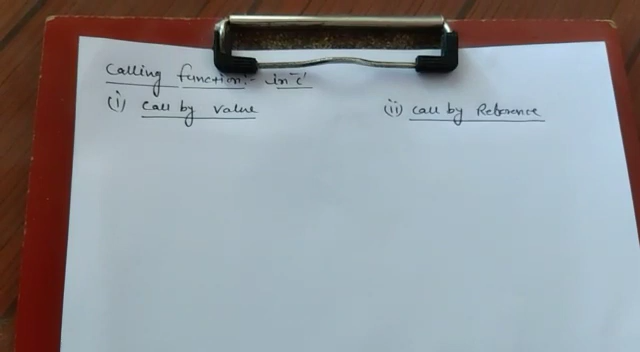 Calling function:- in 'c'
(i) Call by value
(ii) Call by Reference